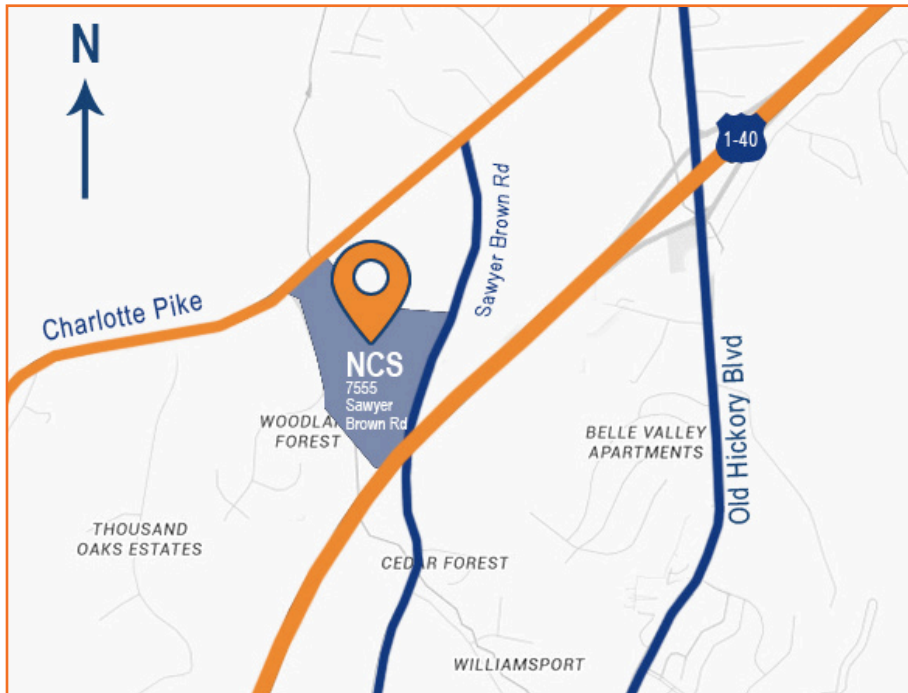 N
1-40
Sawyer Brown Rd
Charlotte Pike
NCS
7555
Sawyer
Brown Rd
WOODLA
FOREST
BELLE VALLEY
APARTMENTS
Old Hickory Blvd
THOUSAND
OAKS ESTATES
CEDAR FOREST
WILLIAMSPORT